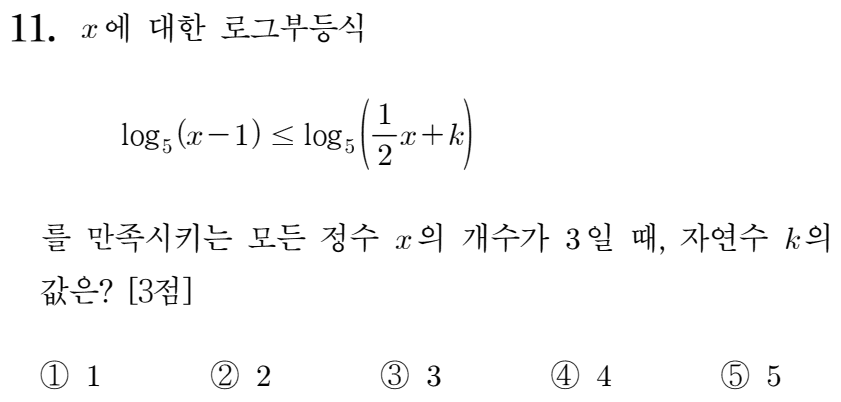 11. x에 대한 로그부등식
log₅(x−1) ≤ log₅(1/2 x+k)
를 만족시키는 모든 정수 x의 개수가 3일 때, 자연수 k의
값은? [3점]
① 1 ② 2 ③ 3 ④ 4 ⑤ 5